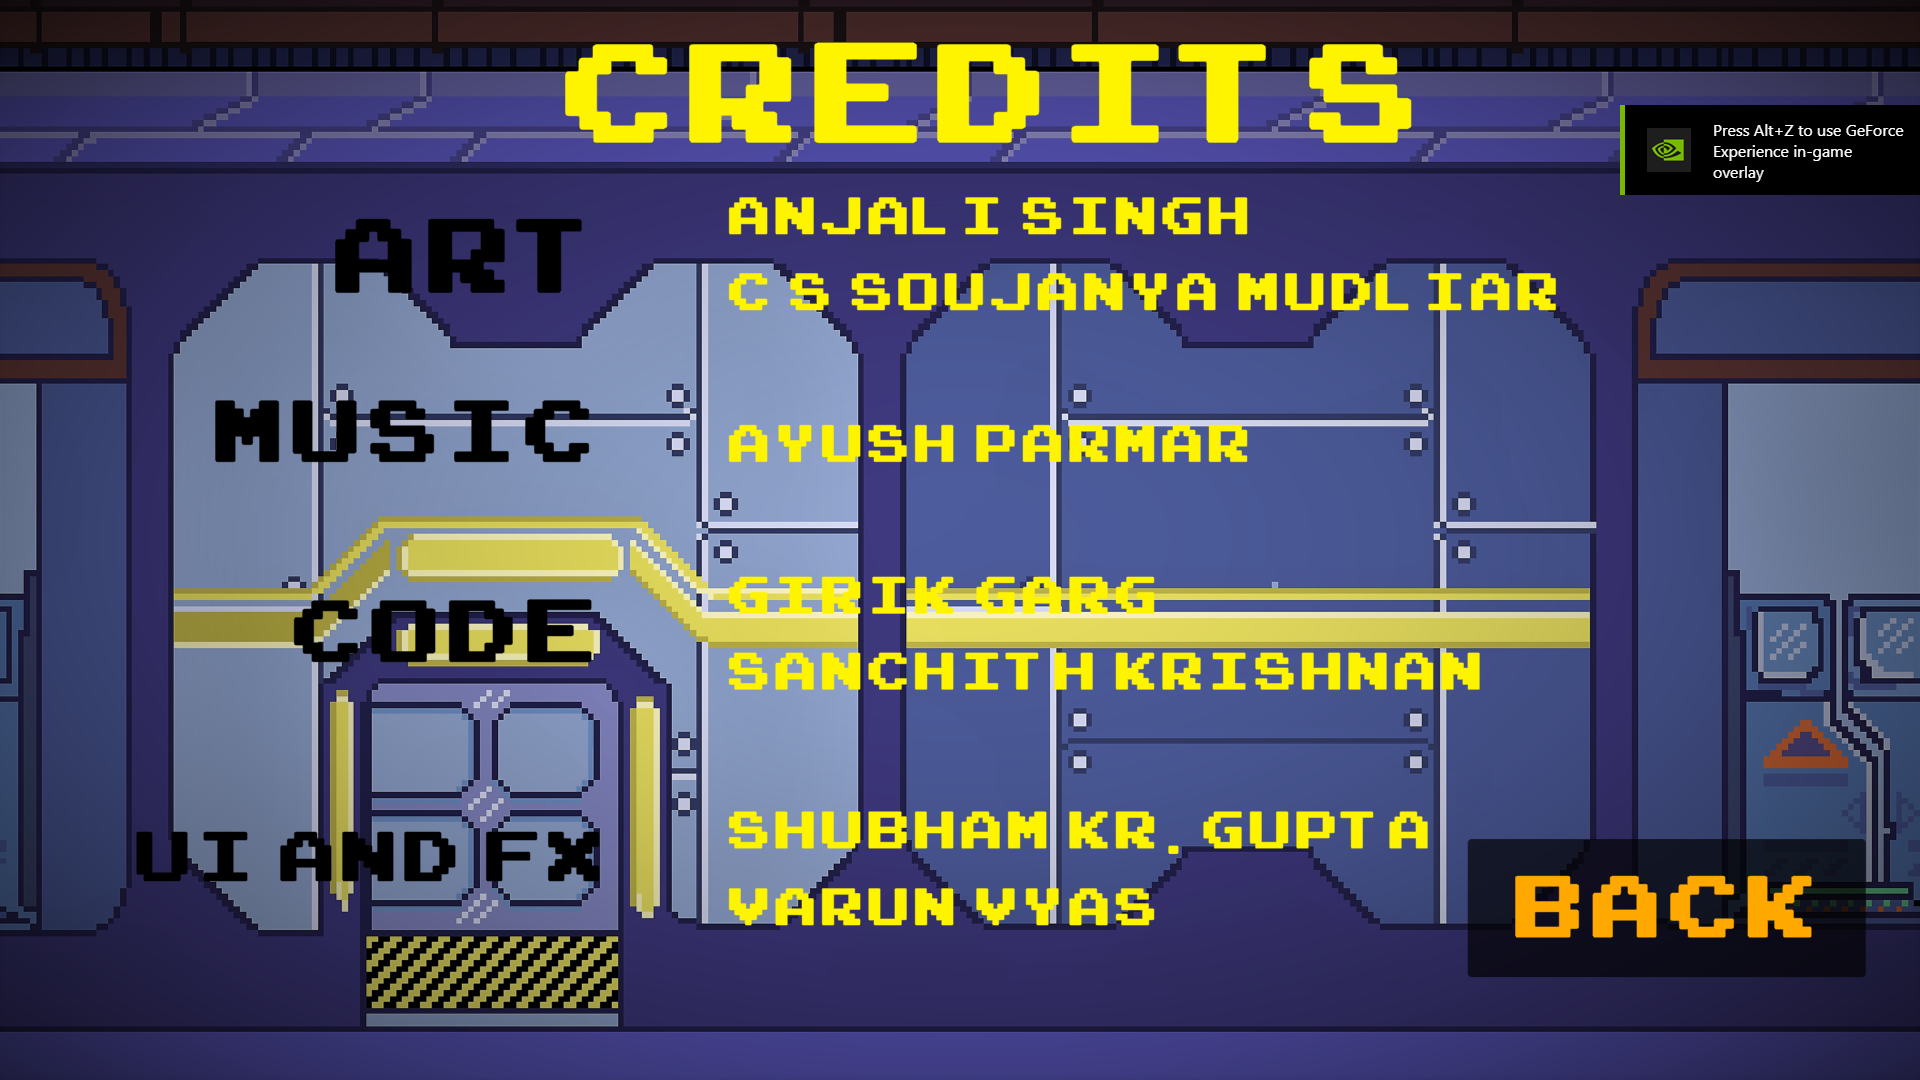 CREDITS
Press Alt+Z to use GeForce
Experience in-game
overlay
ART
ANJALI SINGH
C S SOUJANYA MUDLIAR
MUSIC
AYUSH PARMAR
CODE
GIRIK GARG
SANCHITH KRISHNAN
UI AND FX
SHUBHAM KR. GUPTA
VARUN VYAS
BACK